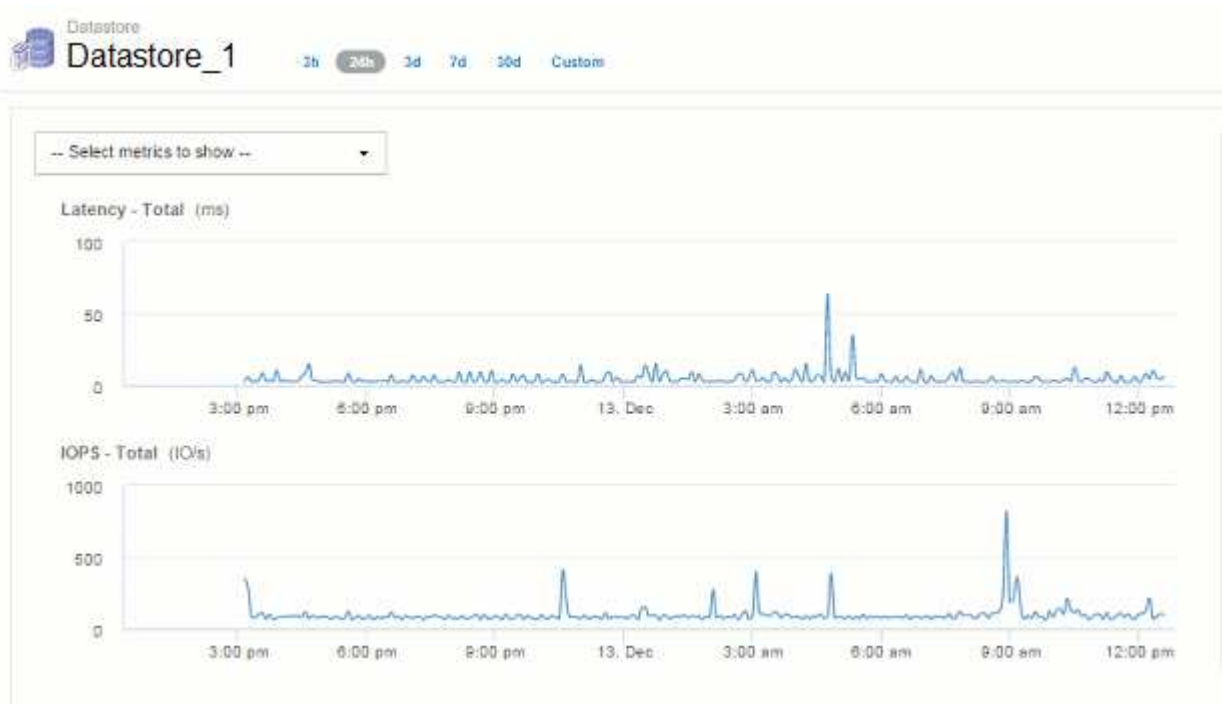 Datastore
Datastore_1
3h 24h 3d 7d 30d Custom
-- Select metrics to show --
Latency - Total (ms)
100
50
0
3:00 pm 6:00 pm 9:00 pm 13. Dec 3:00 am 6:00 am 9:00 am 12:00 pm
IOPS - Total (IO/s)
1000
500
0
3:00 pm 6:00 pm 9:00 pm 13. Dec 3:00 am 6:00 am 9:00 am 12:00 pm